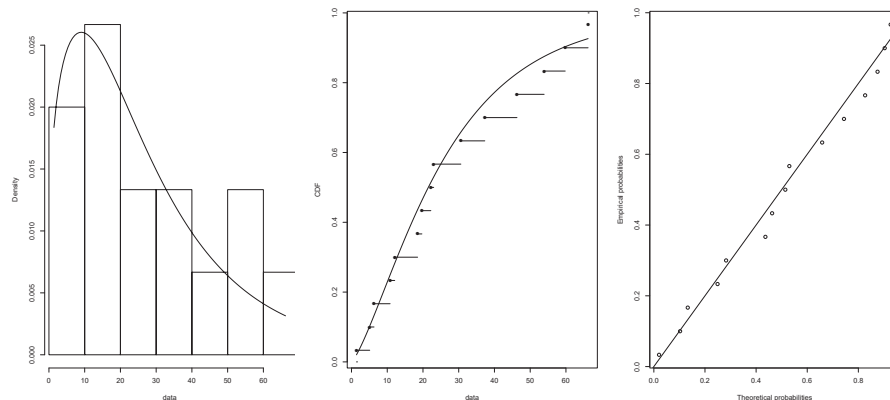 Density
0.000 0.005 0.010 0.015 0.020 0.025
0 10 20 30 40 50 60
data
CDF
0.0 0.2 0.4 0.6 0.8 1.0
0 10 20 30 40 50 60
data
Empirical probabilities
0.0 0.2 0.4 0.6 0.8 1.0
0.0 0.2 0.4 0.6 0.8
Theoretical probabilities